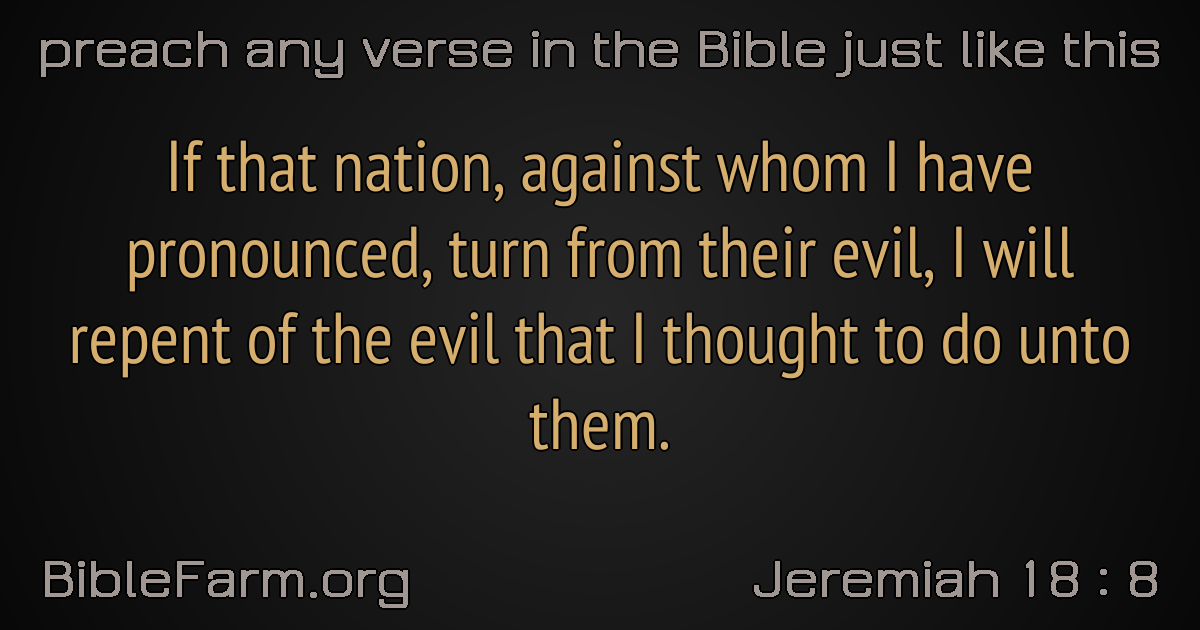 preach any verse in the Bible just like this
If that nation, against whom I have
pronounced, turn from their evil, I will
repent of the evil that I thought to do unto
them.
BibleFarm.org
Jeremiah 18 : 8